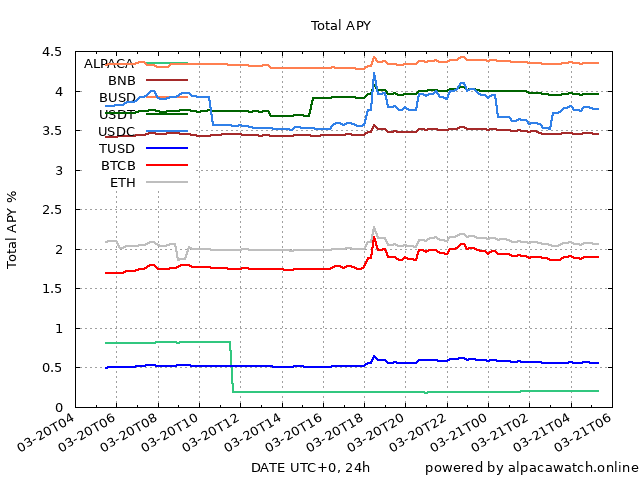 Total APY
4.5
4
3.5
3
2.5
2
1.5
1
0.5
0
Total APY %
ALPACA
BNB
BUSD
USDT
USDC
TUSD
BTCB
ETH
03-20T04
03-20T06
03-20T08
03-20T10
03-20T12
03-20T14
03-20T16
03-20T18
03-20T20
03-20T22
03-21T00
03-21T02
03-21T04
03-21T06
DATE UTC+0, 24h
powered by alpacawatch.online